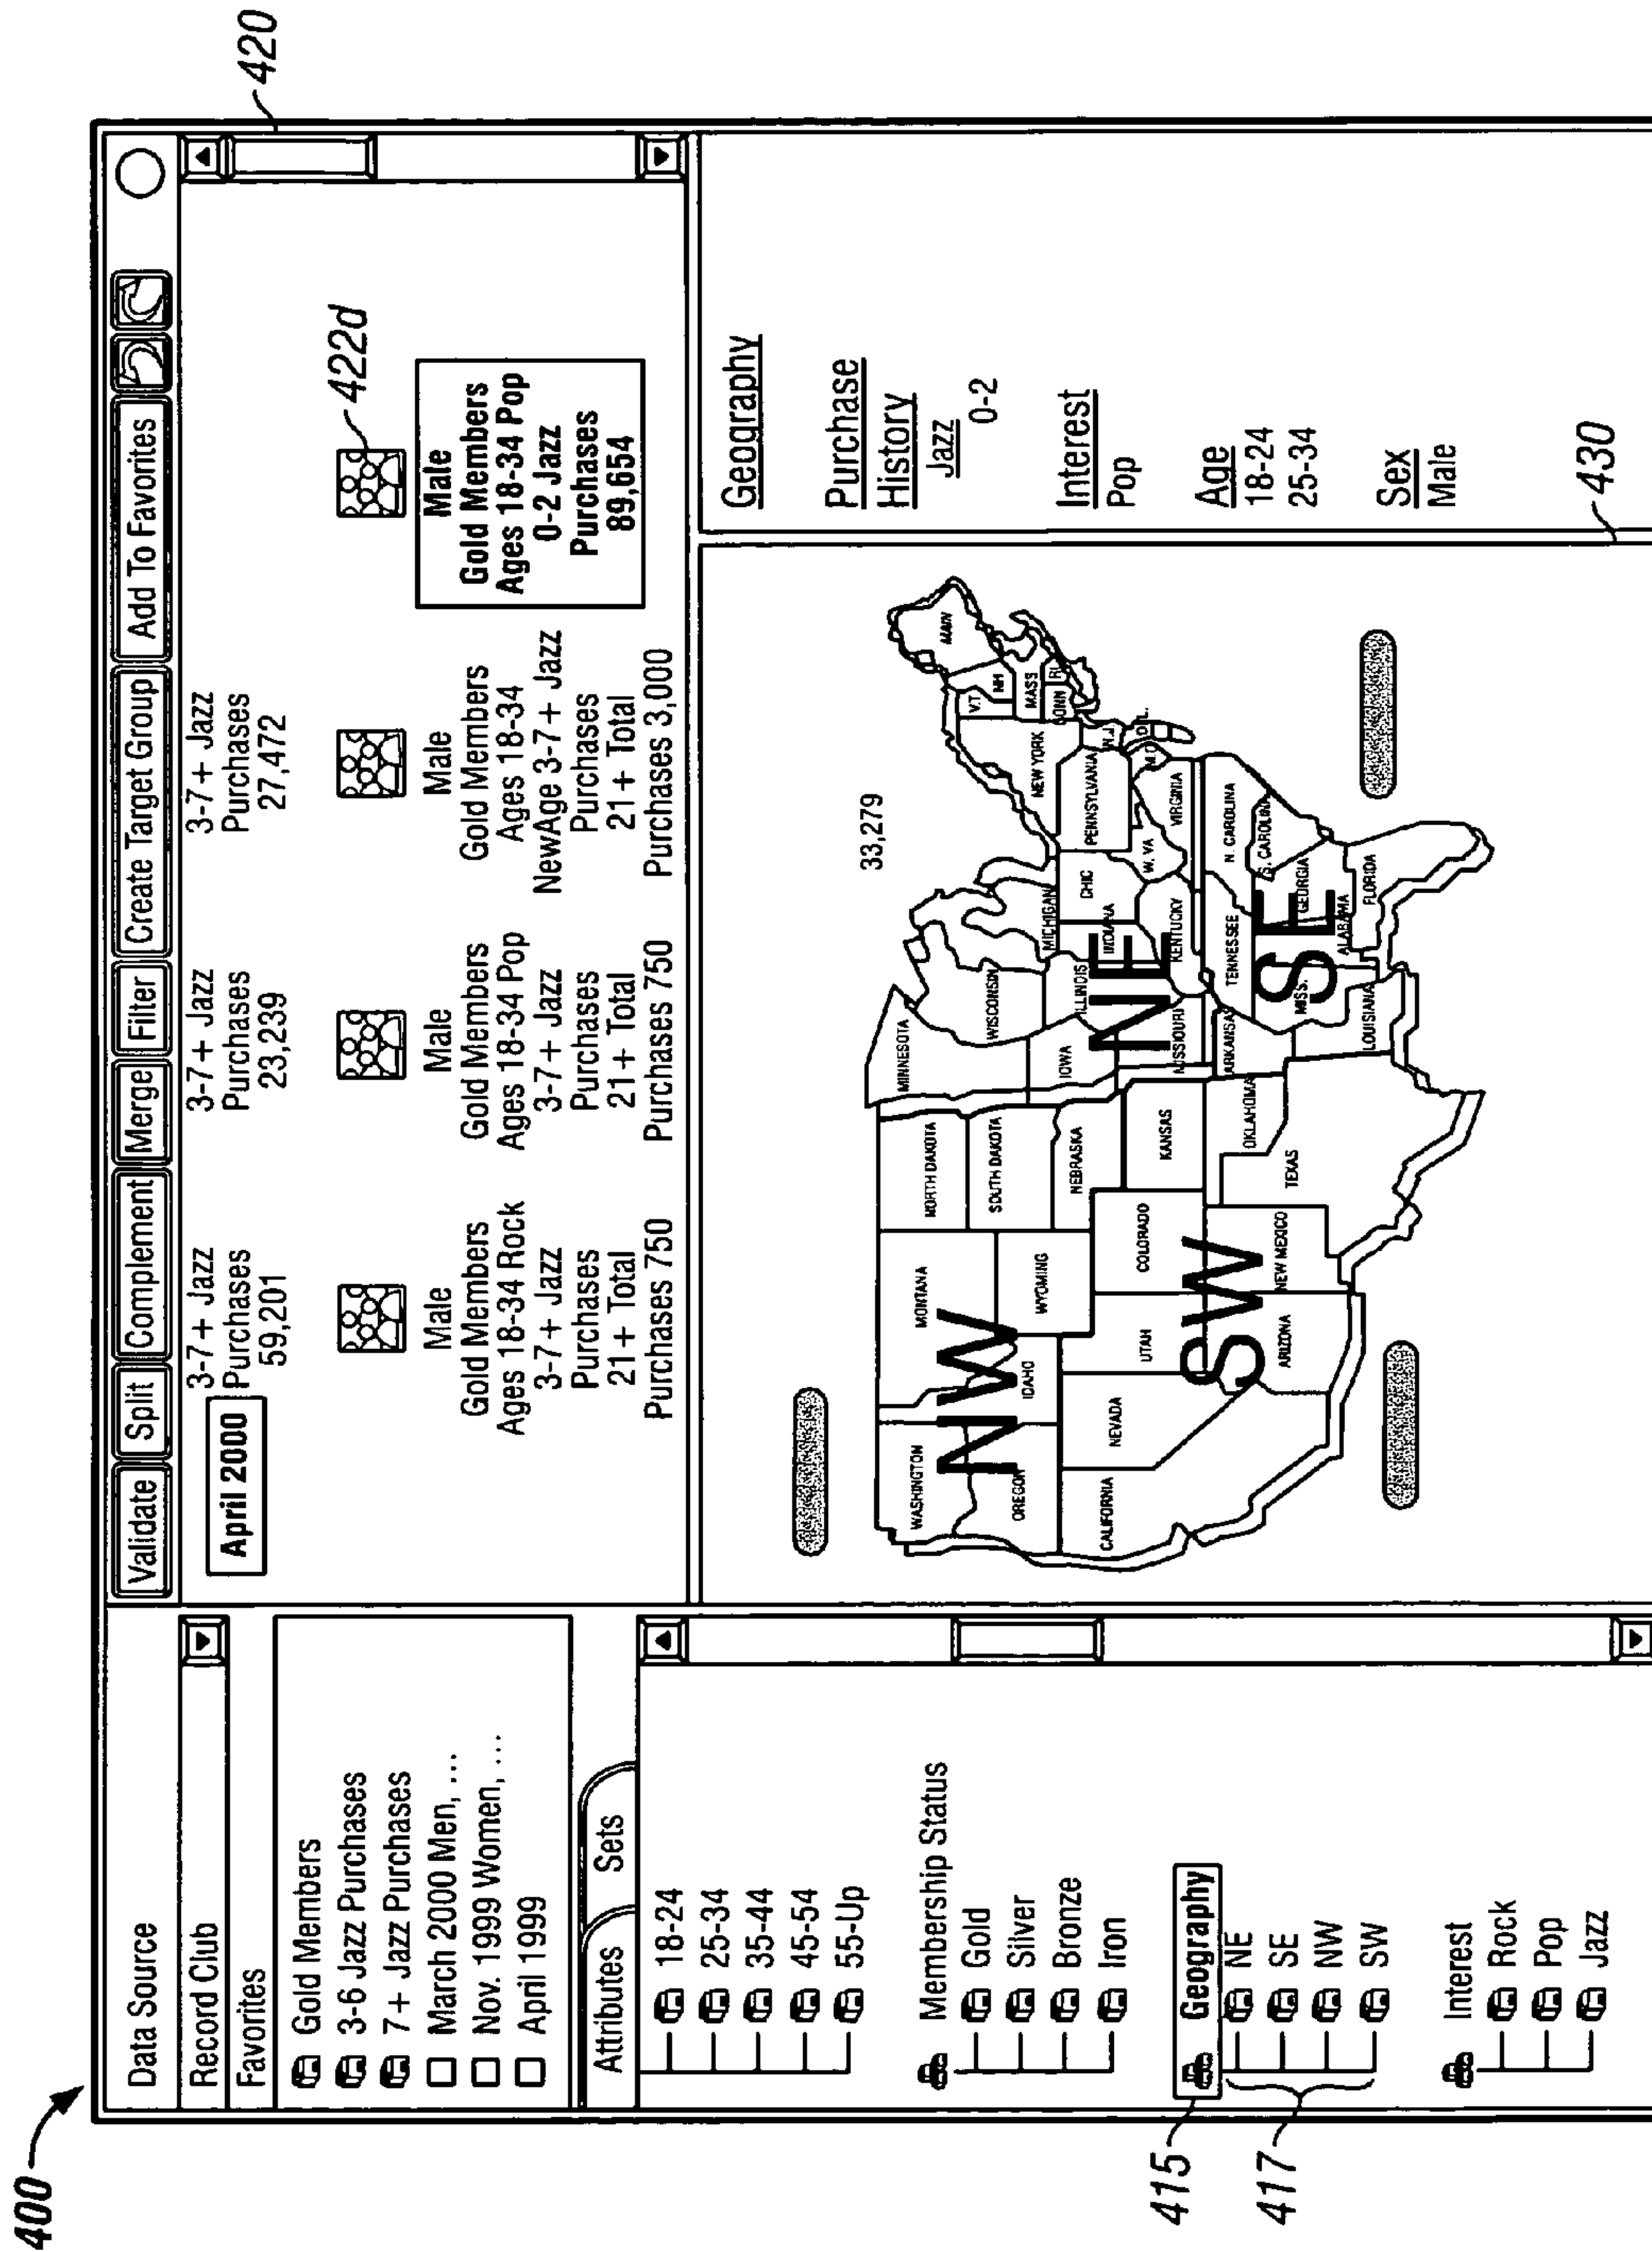 400
420
Data Source
Record Club
Favorites
Gold Members
3-6 Jazz Purchases
7+ Jazz Purchases
March 2000 Men, ...
Nov. 1999 Women, ...
April 1999
Attributes
Sets
18-24
25-34
35-44
45-54
55-Up
Membership Status
Gold
Silver
Bronze
Iron
415
Geography
417
NE
SE
NW
SW
Interest
Rock
Pop
Jazz
Validate
Split
Complement
Merge
Filter
Create Target Group
Add To Favorites
April 2000
3-7+ Jazz
Purchases
59,201
3-7+ Jazz
Purchases
23,239
3-7+ Jazz
Purchases
27,472
Male
Gold Members
Ages 18-34 Rock
3-7+ Jazz
Purchases
21+ Total
Purchases 750
Male
Gold Members
Ages 18-34 Pop
3-7+ Jazz
Purchases
21+ Total
Purchases 750
Male
Gold Members
Ages 18-34
NewAge 3-7+ Jazz
Purchases
21+ Total
Purchases 3,000
422d
Male
Gold Members
Ages 18-34 Pop
0-2 Jazz
Purchases
89,654
33,279
WASHINGTON
OREGON
CALIFORNIA
NEVADA
IDAHO
MONTANA
WYOMING
UTAH
COLORADO
ARIZONA
NEW MEXICO
NORTH DAKOTA
SOUTH DAKOTA
NEBRASKA
KANSAS
OKLAHOMA
TEXAS
MINNESOTA
IOWA
MISSOURI
ARKANSAS
LOUISIANA
WISCONSIN
ILLINOIS
MICHIGAN
INDIANA
CHIC
KENTUCKY
TENNESSEE
MISS.
ALABAMA
GEORGIA
FLORIDA
S. CAROLINA
N. CAROLINA
VIRGINIA
W. VA
PENNSYLVANIA
NEW YORK
V.T
NH
MAIN
MASS
RI
CONN
N.J.
NW
NE
SW
SE
Geography
Purchase
History
Jazz
0-2
Interest
Pop
Age
18-24
25-34
Sex
Male
430